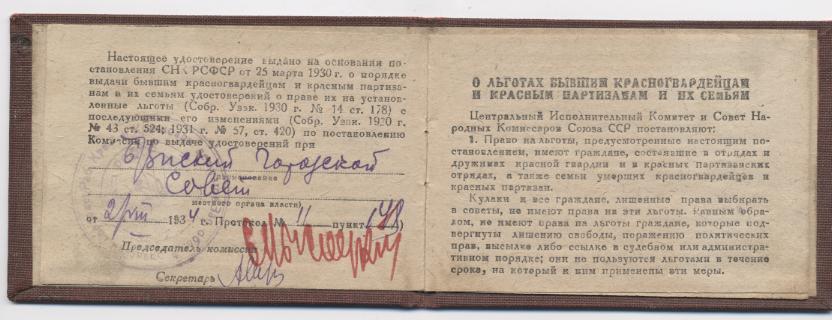 Настоящее удостоверение выдано на основании по-
становления СНК РСФСР от 25 марта 1930 г. о порядке
выдачи бывшим красногвардейцам и красным партиза-
нам и их семьям удостоверений о праве их на установ-
ленные льготы (Собр. Узак. 1930 г. № 14 ст. 178) с
последующими его изменениями (Собр. Узак. 1930 г.
№ 43 ст. 524; 1931 г. № 57, ст. 420) по постановлению
Комиссии по выдаче удостоверений при
Брянский Городской
(наименование
Совет
местного органа власти)
от 2/VIII 1934 г. Протокол № 11 пункт
Председатель комиссии
Секретарь
О ЛЬГОТАХ БЫВШИМ КРАСНОГВАРДЕЙЦАМ
И КРАСНЫМ ПАРТИЗАНАМ И ИХ СЕМЬЯМ
Центральный Исполнительный Комитет и Совет На-
родных Комиссаров Союза ССР постановляют:
1. Право на льготы, предусмотренные настоящим по-
становлением, имеют граждане, состоявшие в отрядах и
дружинах красной гвардии и в красных партизанских
отрядах, а также семьи умерших красногвардейцев и
красных партизан.
Кулаки и все граждане, лишенные права выбирать
в советы, не имеют права на эти льготы. Равным обра-
зом, не имеют права на льготы граждане, которые под-
вергнуты лишению свободы, поражению политических
прав, высылке либо ссылке в судебном или администра-
тивном порядке; они не пользуются льготами в течение
срока, на который к ним применены эти меры.